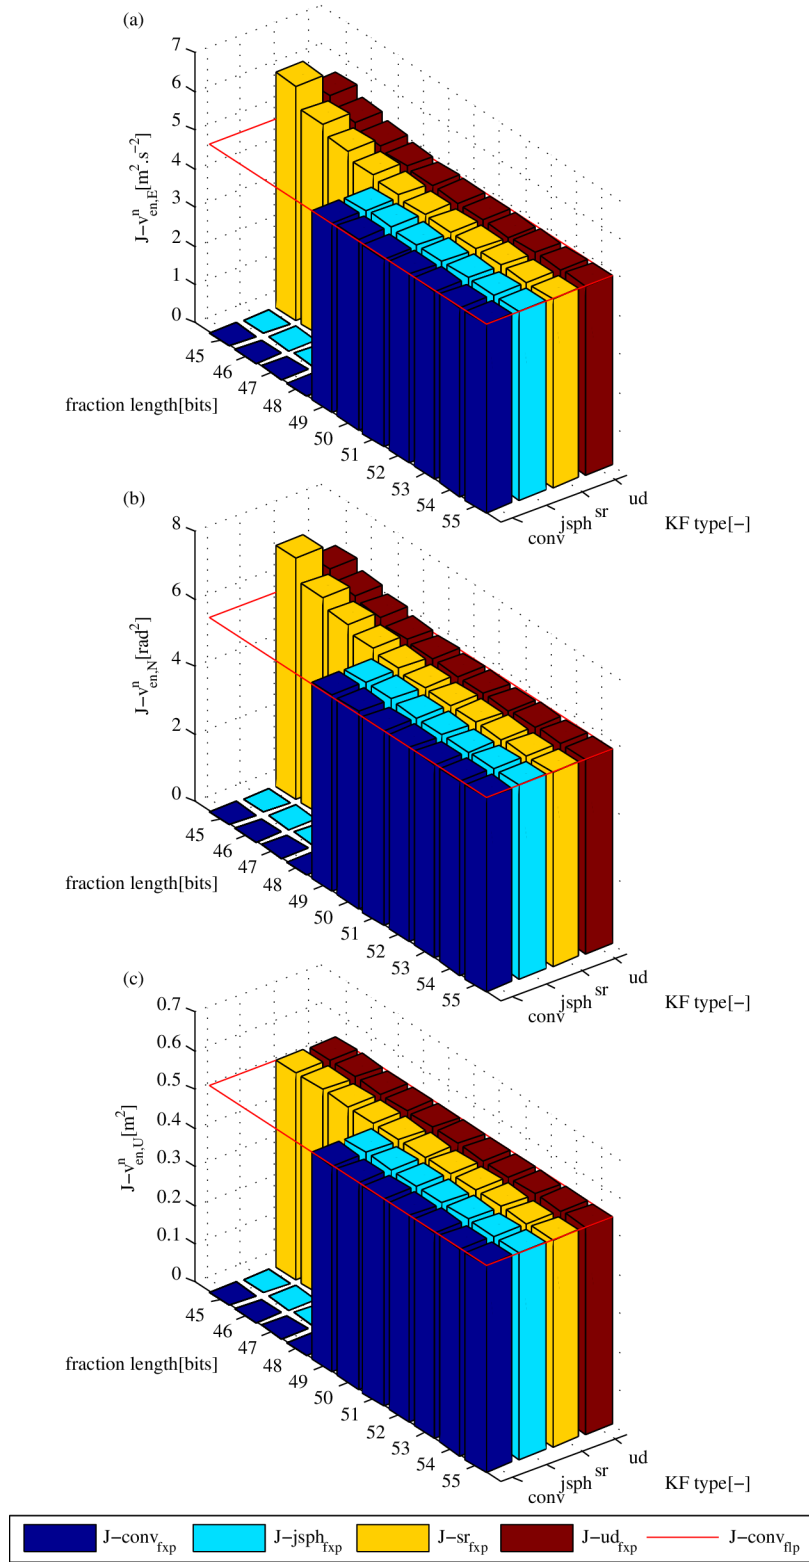 (a)
7
6
5
4
3
2
1
0
J−v^n_en,E[m^2.s^−2]
45
46
47
48
49
50
51
52
53
54
55
fraction length[bits]
conv
jsph
sr
ud
KF type[−]
(b)
8
6
4
2
0
J−v^n_en,N[rad^2]
45
46
47
48
49
50
51
52
53
54
55
fraction length[bits]
conv
jsph
sr
ud
KF type[−]
(c)
0.7
0.6
0.5
0.4
0.3
0.2
0.1
0
J−v^n_en,U[m^2]
45
46
47
48
49
50
51
52
53
54
55
fraction length[bits]
conv
jsph
sr
ud
KF type[−]
J−conv_fxp
J−jsph_fxp
J−sr_fxp
J−ud_fxp
J−conv_flp